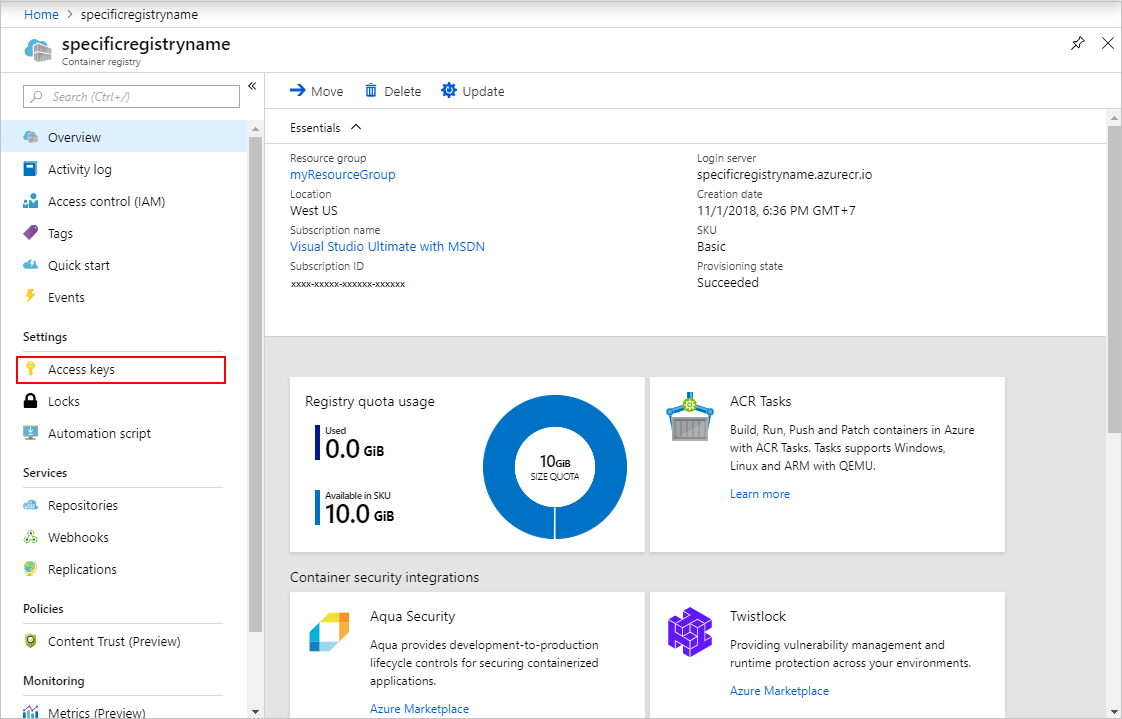 Home > specificregistryname
specificregistryname
Container registry
Search (Ctrl+/)
«
Overview
Activity log
Access control (IAM)
Tags
Quick start
Events
Settings
Access keys
Locks
Automation script
Services
Repositories
Webhooks
Replications
Policies
Content Trust (Preview)
Monitoring
Metrics (Preview)
Move Delete Update
Essentials
Resource group
myResourceGroup
Location
West US
Subscription name
Visual Studio Ultimate with MSDN
Subscription ID
xxxx-xxxxx-xxxxxx-xxxxxx
Login server
specificregistryname.azurecr.io
Creation date
11/1/2018, 6:36 PM GMT+7
SKU
Basic
Provisioning state
Succeeded
Registry quota usage
Used
0.0 GiB
Available in SKU
10.0 GiB
10GiB
SIZE QUOTA
ACR Tasks
Build, Run, Push and Patch containers in Azure
with ACR Tasks. Tasks supports Windows,
Linux and ARM with QEMU.
Learn more
Container security integrations
Aqua Security
Aqua provides development-to-production
lifecycle controls for securing containerized
applications.
Azure Marketplace
Twistlock
Providing vulnerability management and
runtime protection across your environments.
Azure Marketplace